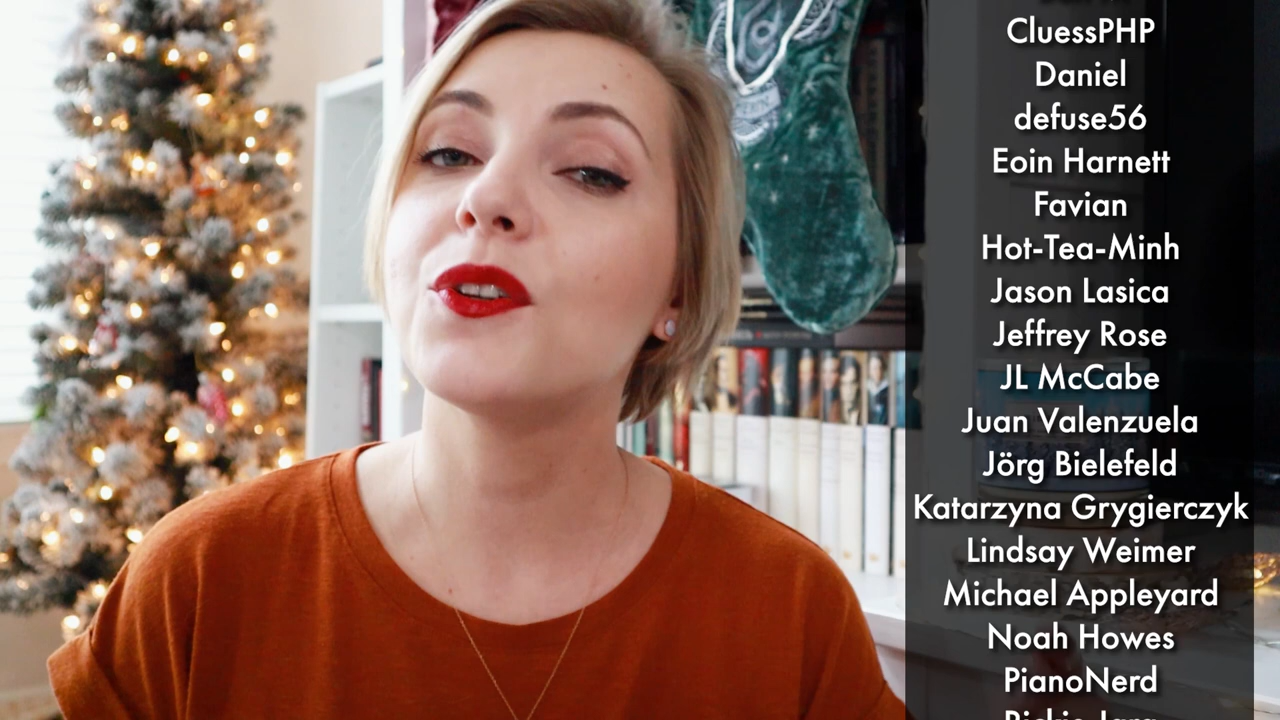 CluessPHP
Daniel
defuse56
Eoin Harnett
Favian
Hot-Tea-Minh
Jason Lasica
Jeffrey Rose
JL McCabe
Juan Valenzuela
Jörg Bielefeld
Katarzyna Grygierczyk
Lindsay Weimer
Michael Appleyard
Noah Howes
PianoNerd